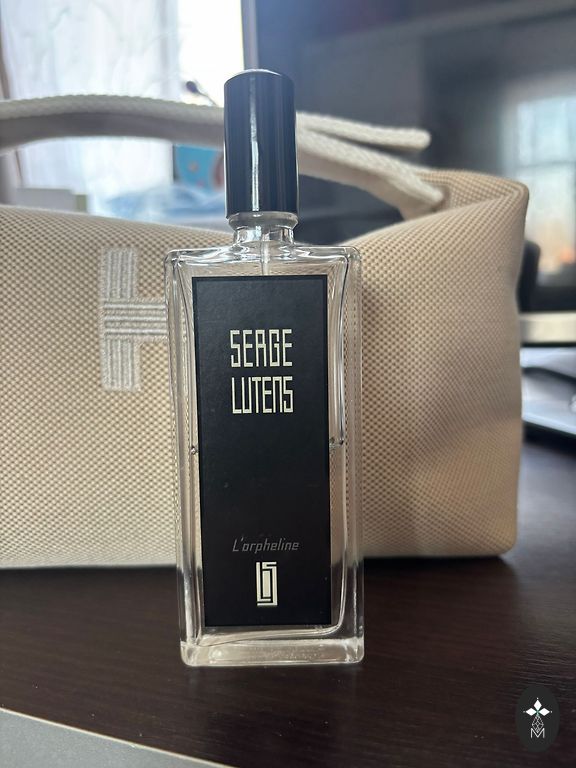 SERGE
LUTENS
L'orpheline
H
M